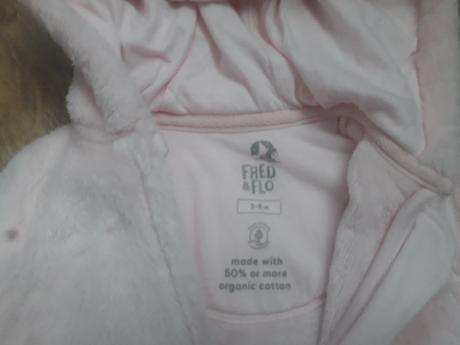 FRED
& FLO
made with
50% or more
organic cotton